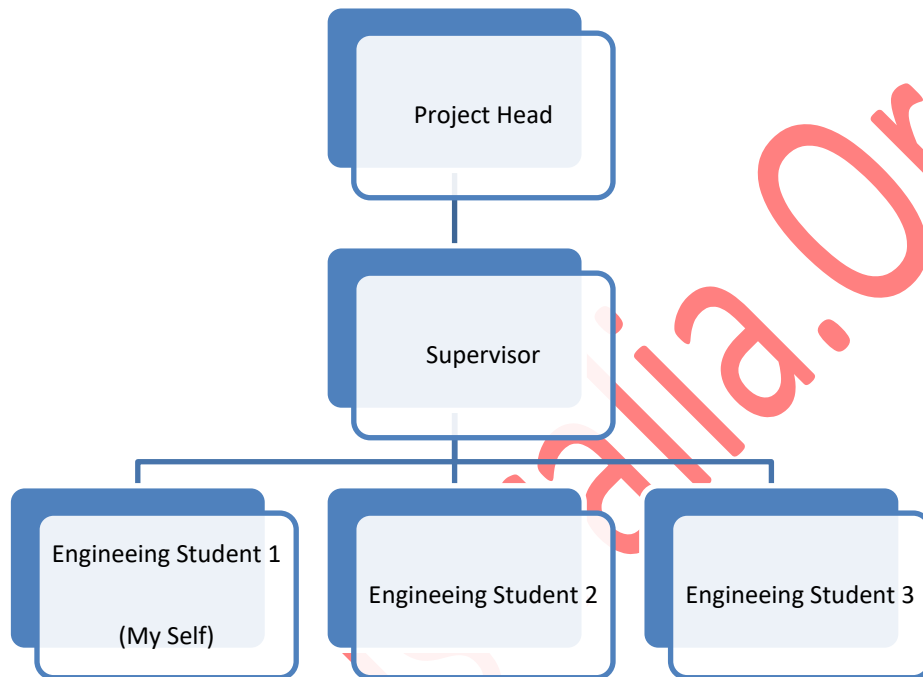 Project Head
Supervisor
Engineeing Student 1
(My Self)
Engineeing Student 2
Engineeing Student 3